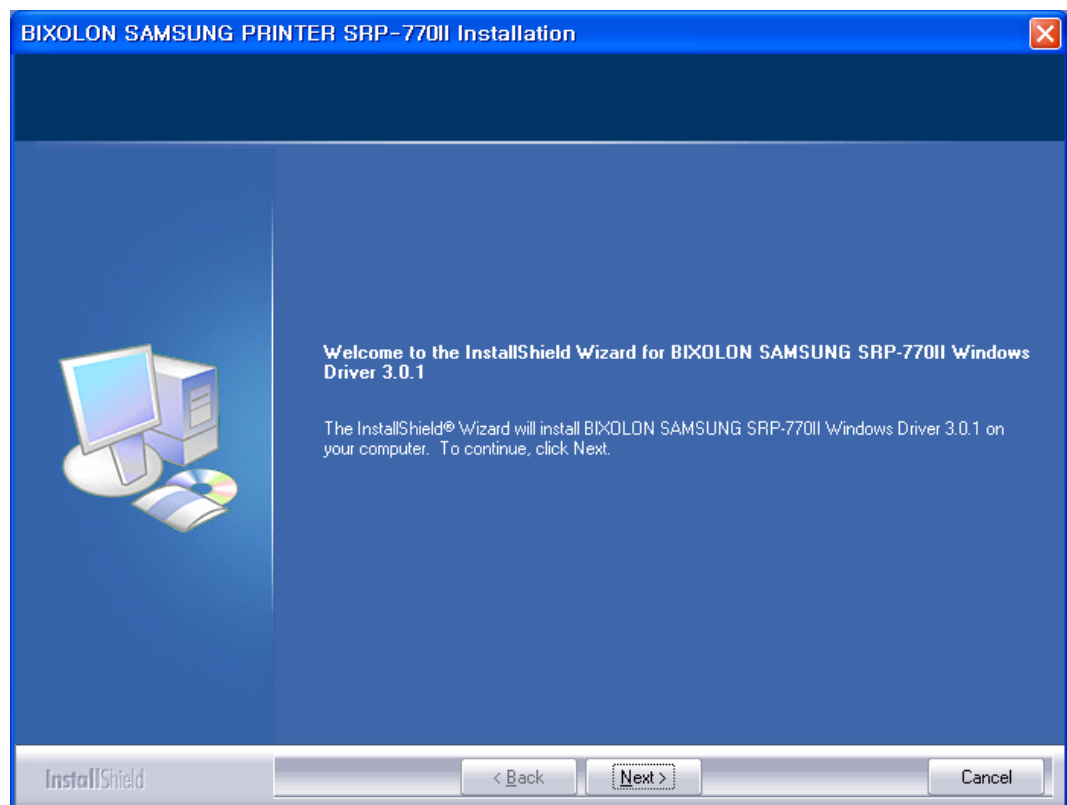 BIXOLON SAMSUNG PRINTER SRP-770II Installation
Welcome to the InstallShield Wizard for BIXOLON SAMSUNG SRP-770II Windows
Driver 3.0.1
The InstallShield® Wizard will install BIXOLON SAMSUNG SRP-770II Windows Driver 3.0.1 on
your computer.  To continue, click Next.
InstallShield
< Back
Next >
Cancel